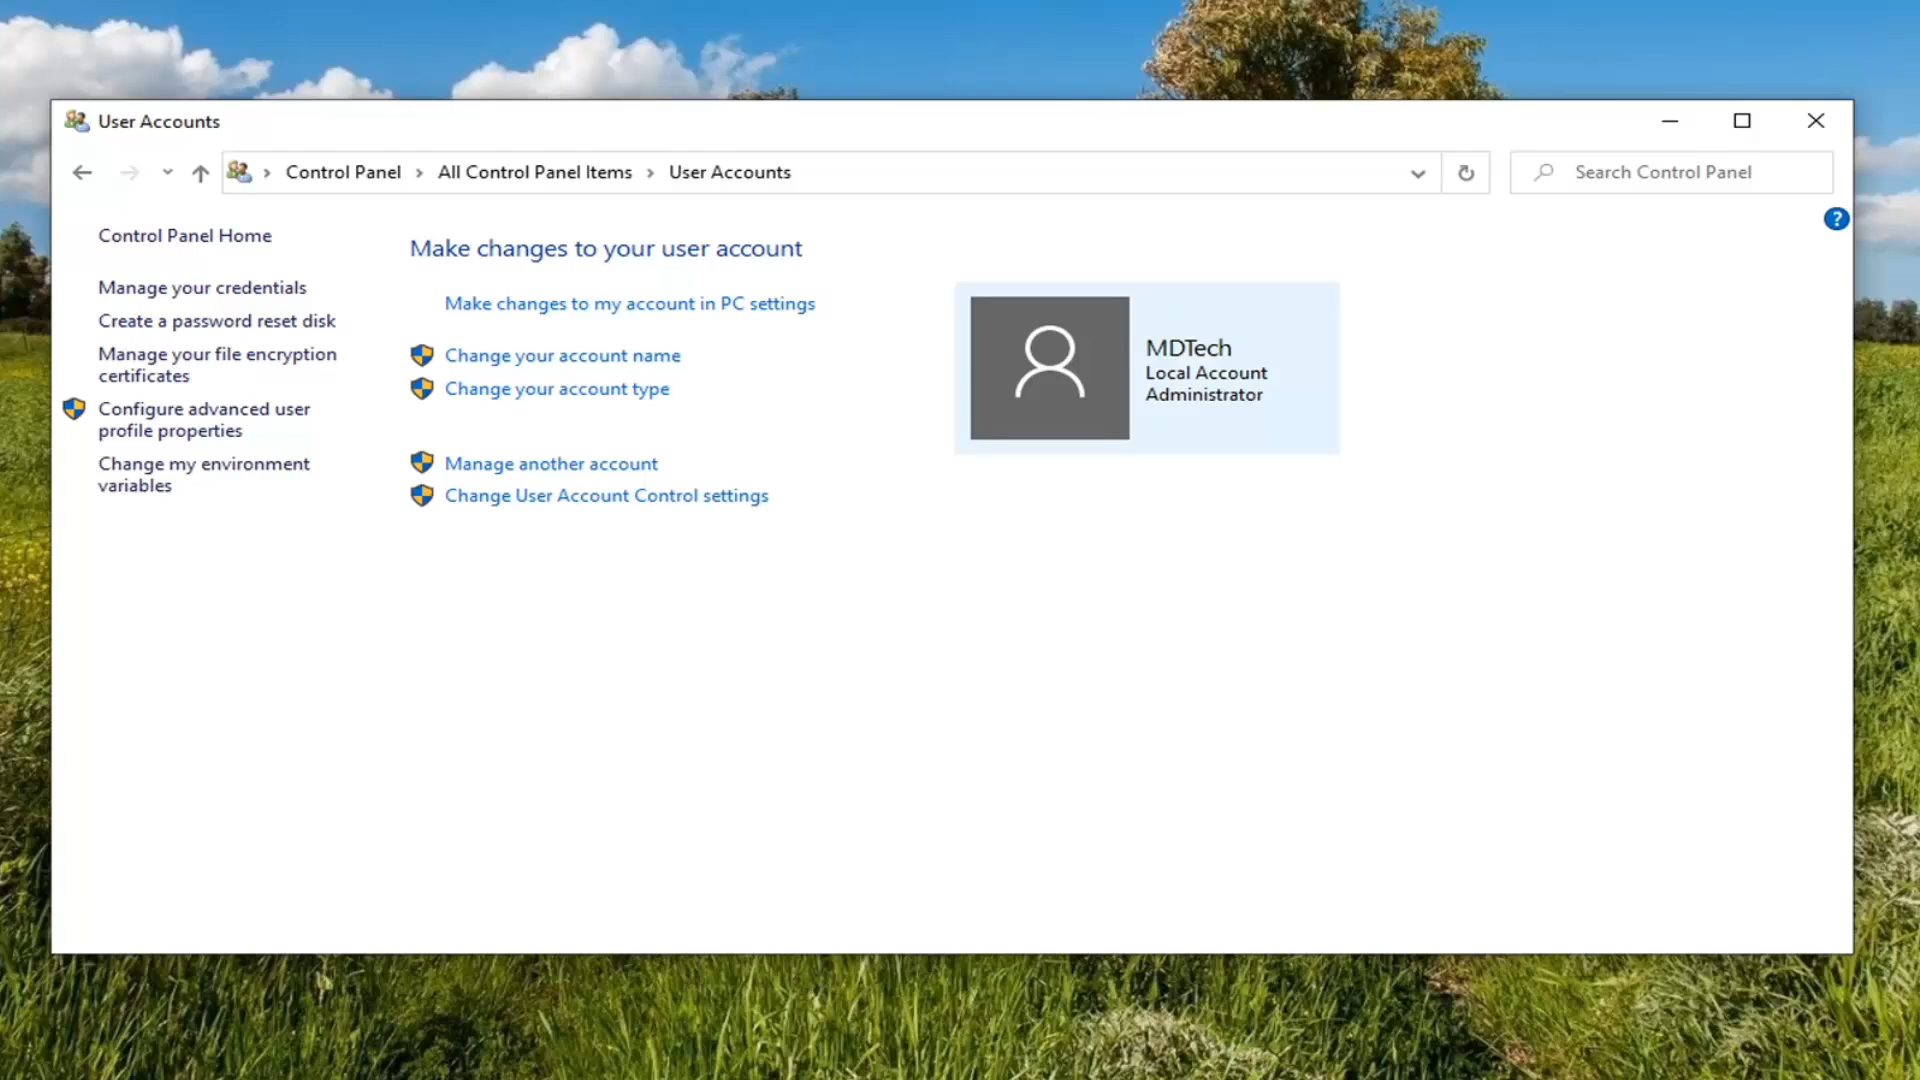 User Accounts
Control Panel
All Control Panel Items
User Accounts
Search Control Panel
Control Panel Home
Manage your credentials
Create a password reset disk
Manage your file encryption
certificates
Configure advanced user
profile properties
Change my environment
variables
Make changes to your user account
Make changes to my account in PC settings
Change your account name
Change your account type
Manage another account
Change User Account Control settings
MDTech
Local Account
Administrator
?